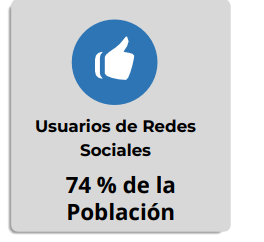 Usuarios de Redes
Sociales
74 % de la
Población